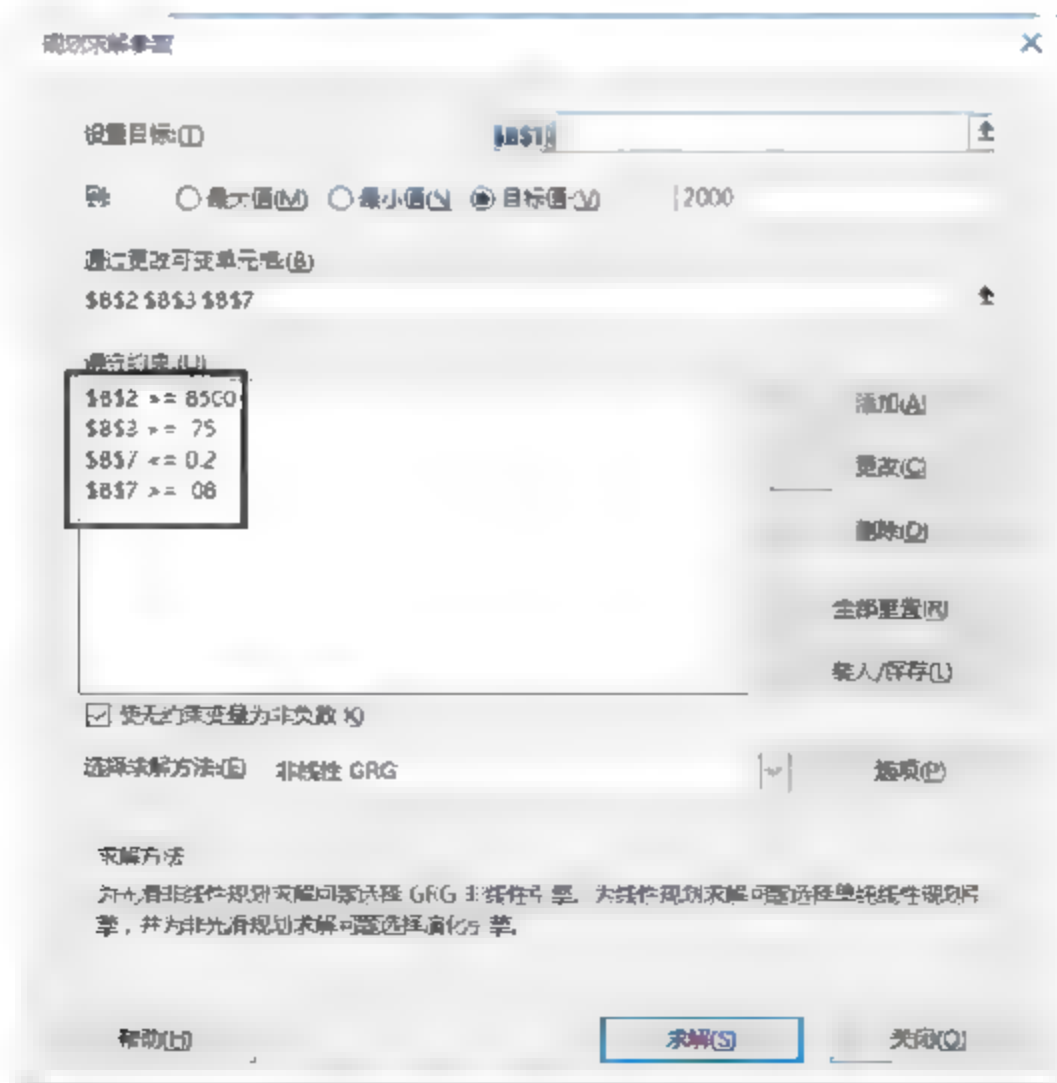 规划求解参数
设置目标:(T) $B$1
到: 最大值(M) 最小值(N 目标值:(V) 2000
通过更改可变单元格:(B)
$B$2 $B$3 $B$7
遵守约束:(U)
$B$2 >= 8500
$B$3 >= 75
$B$7 <= 0.2
$B$7 >= 08
添加(A)
更改(C)
删除(D)
全部重置(R)
装入/保存(L)
使无约束变量为非负数(K)
选择求解方法:(E) 非线性 GRG 选项(P)
求解方法
为光滑非线性规划求解问题选择 GRG 非线性引擎。为线性规划求解问题选择单纯线性规划引
擎，并为非光滑规划求解问题选择演化引擎。
帮助(H) 求解(S) 关闭(O)